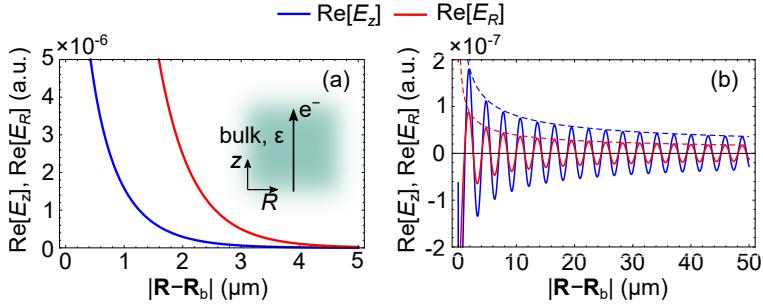 Re[E_z] Re[E_R]
×10⁻⁶
Re[E_z], Re[E_R] (a.u.)
5
4
3
2
1
0
(a)
e⁻
bulk, ε
z
R
0 1 2 3 4 5
|R−R_b| (μm)
×10⁻⁷
Re[E_z], Re[E_R] (a.u.)
2
1
0
-1
-2
(b)
0 10 20 30 40 50
|R−R_b| (μm)